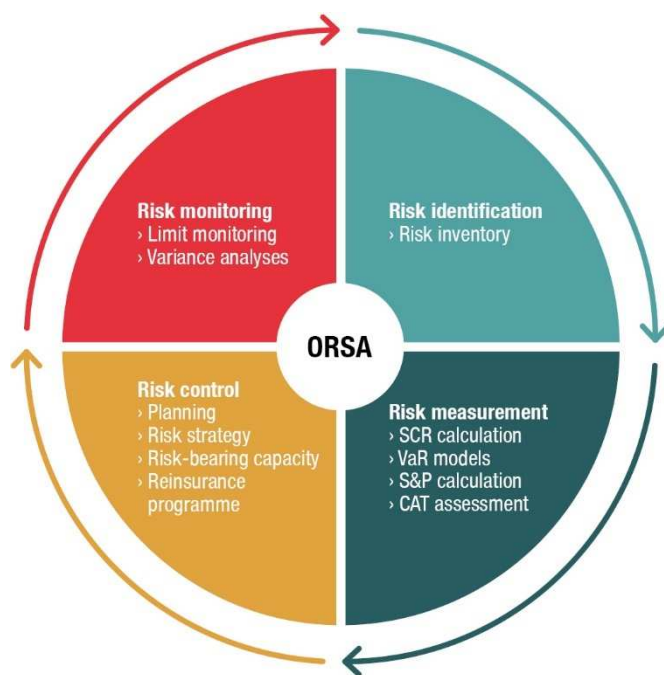 Risk monitoring
› Limit monitoring
› Variance analyses
Risk identification
› Risk inventory
ORSA
Risk control
› Planning
› Risk strategy
› Risk-bearing capacity
› Reinsurance
programme
Risk measurement
› SCR calculation
› VaR models
› S&P calculation
› CAT assessment